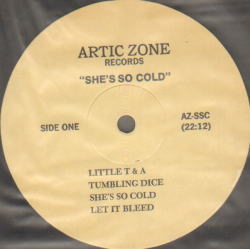 ARTIC ZONE
RECORDS
"SHE'S SO COLD"
SIDE ONE
AZ-SSC
(22:12)
LITTLE T & A
TUMBLING DICE
SHE'S SO COLD
LET IT BLEED